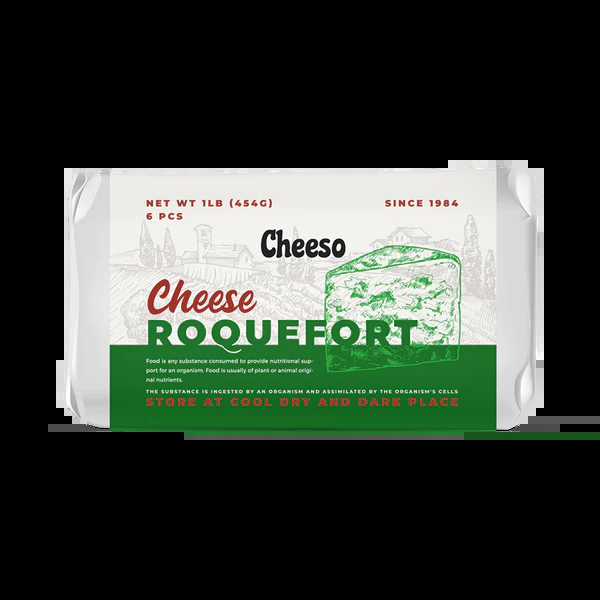 NET WT 1LB (454G)
6 PCS
SINCE 1984
Cheeso
Cheese
ROQUEFORT
Food is any substance consumed to provide nutritional sup-
port for an organism. Food is usually of plant or animal origi-
nal nutrients.
THE SUBSTANCE IS INGESTED BY AN ORGANISM AND ASSIMILATED BY THE ORGANISM'S CELLS
STORE AT COOL DRY AND DARK PLACE